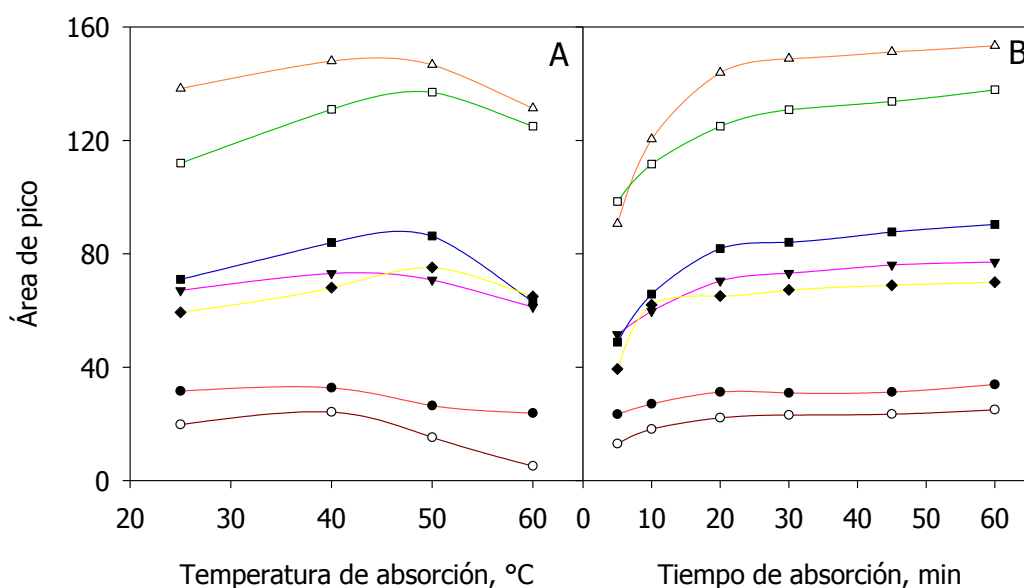 160
A
B
120
80
40
0
Área de pico
20 30 40 50 60 0 10 20 30 40 50 60
Temperatura de absorción, °C Tiempo de absorción, min